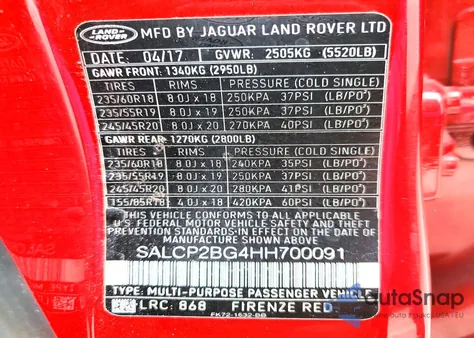 LAND
ROVER
MFD BY JAGUAR LAND ROVER LTD
DATE: 04/17 GVWR: 2505KG (5520LB)
GAWR FRONT: 1340KG (2950LB)
TIRES RIMS PRESSURE (COLD SINGLE)
235/60R18 8.0J x 18 250KPA 37PSI (LB/PO²)
235/55R19 8.0J x 19 250KPA 37PSI (LB/PO²)
245/45R20 8.0J x 20 270KPA 40PSI (LB/PO²)
GAWR REAR: 1270KG (2800LB)
TIRES RIMS PRESSURE (COLD SINGLE)
235/60R18 8.0J x 18 240KPA 35PSI (LB/PO²)
235/55R19 8.0J x 19 250KPA 37PSI (LB/PO²)
245/45R20 8.0J x 20 280KPA 41PSI (LB/PO²)
155/85R18 4.0J x 18 420KPA 60PSI (LB/PO²)
THIS VEHICLE CONFORMS TO ALL APPLICABLE
U.S. FEDERAL MOTOR VEHICLE SAFETY AND THEFT
PREVENTION STANDARDS IN EFFECT ON THE DATE OF
MANUFACTURE SHOWN ABOVE
SALCP2BG4HH700091
TYPE: MULTI-PURPOSE PASSENGER VEHICLE
LRC: 868 FIRENZE RED
FK72-1532-BB
AutoSnap